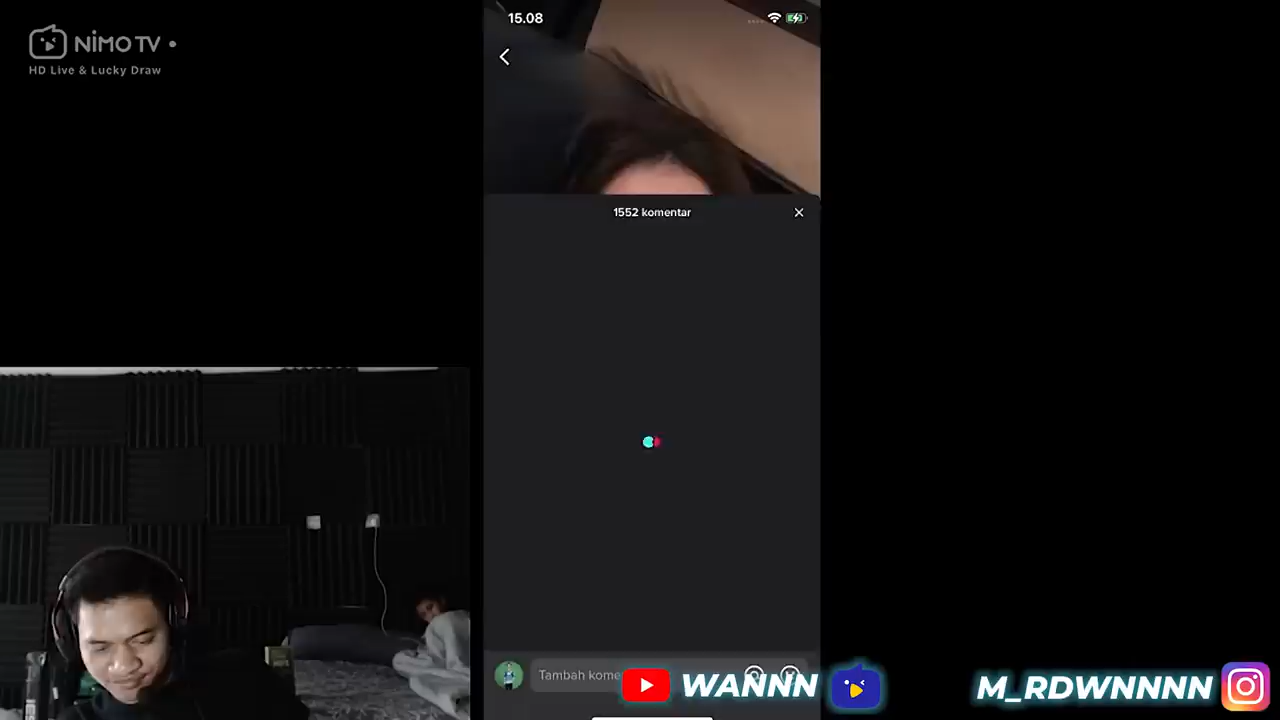 NIMO TV
HD Live & Lucky Draw
15.08
1552 komentar
Tambah kome
WANNN
M_RDWNNNN